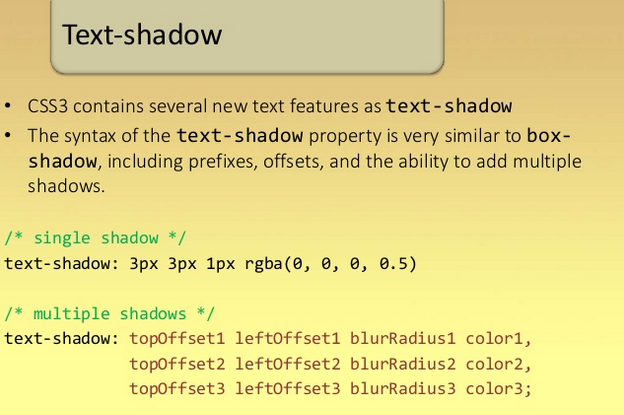 Text-shadow
• CSS3 contains several new text features as text-shadow
• The syntax of the text-shadow property is very similar to box-
shadow, including prefixes, offsets, and the ability to add multiple
shadows.
/* single shadow */
text-shadow: 3px 3px 1px rgba(0, 0, 0, 0.5)
/* multiple shadows */
text-shadow: topOffset1 leftOffset1 blurRadius1 color1,
topOffset2 leftOffset2 blurRadius2 color2,
topOffset3 leftOffset3 blurRadius3 color3;